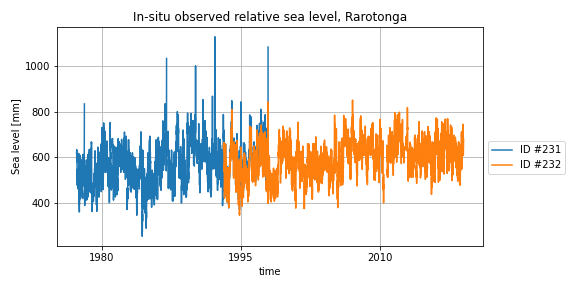 In-situ observed relative sea level, Rarotonga
Sea level [mm]
1000
800
600
400
1980
1995
2010
time
ID #231
ID #232